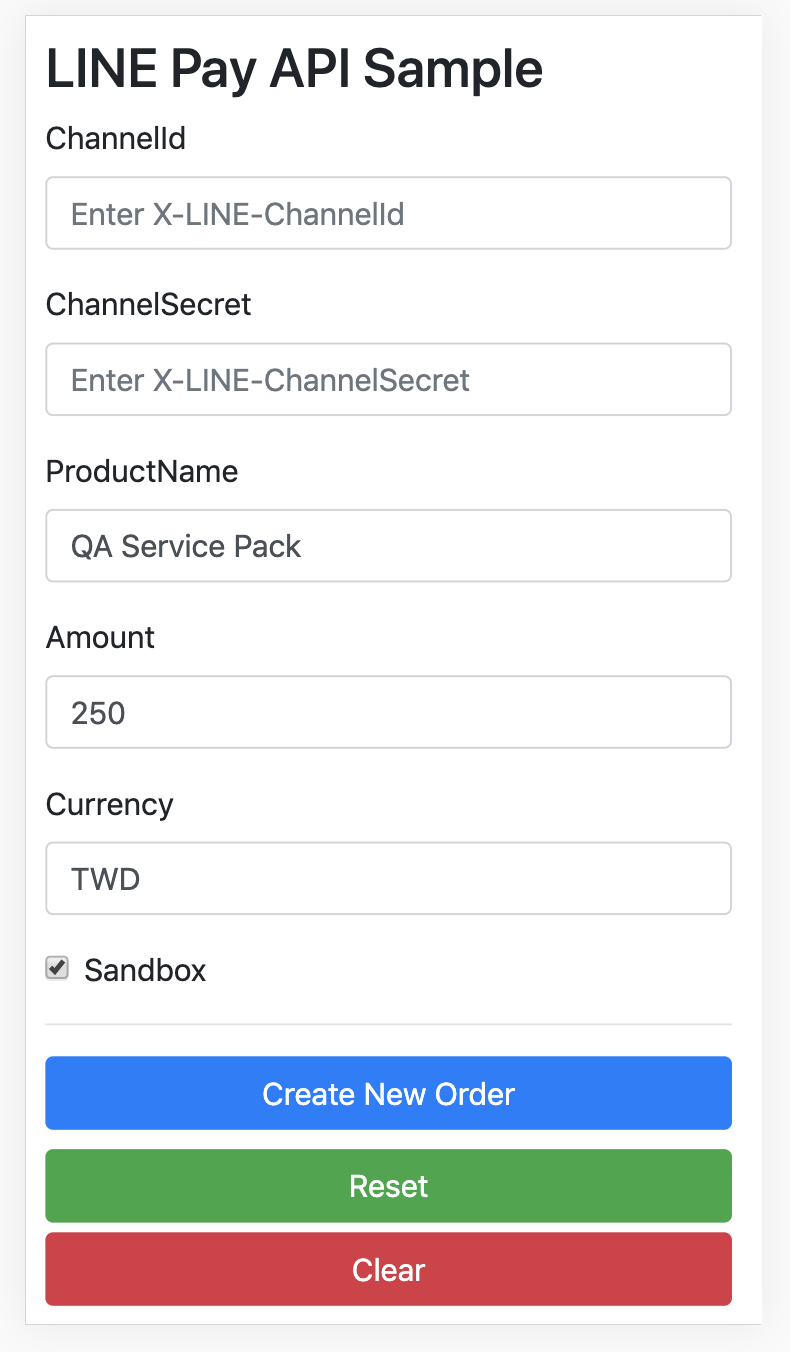 LINE Pay API Sample
ChannelId
Enter X-LINE-ChannelId
ChannelSecret
Enter X-LINE-ChannelSecret
ProductName
QA Service Pack
Amount
250
Currency
TWD
Sandbox
Create New Order
Reset
Clear